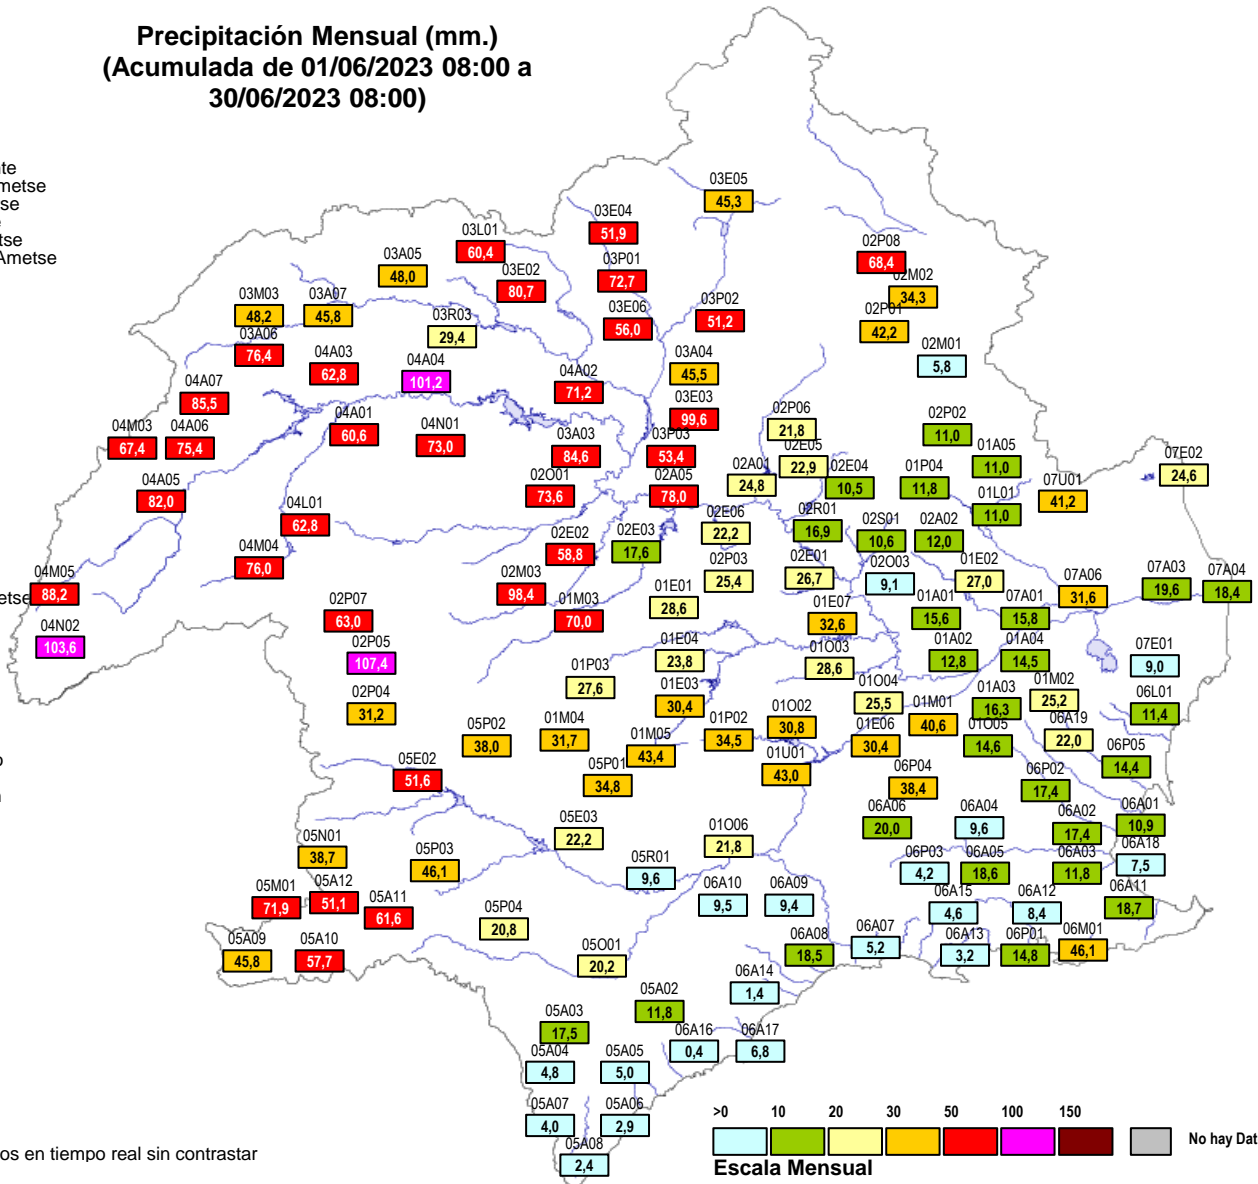 Precipitación Mensual (mm.)
(Acumulada de 01/06/2023 08:00 a
30/06/2023 08:00)
nte
metse
se
e
tse
Ametse
03E05
45,3
03E04
51,9
03L01
60,4
03A05
48,0
03E02
80,7
03P01
72,7
02P08
68,4
02M02
34,3
03M03
48,2
03A07
45,8
03R03
29,4
03E06
56,0
03P02
51,2
02P01
42,2
03A06
76,4
04A03
62,8
04A04
101,2
04A02
71,2
03A04
45,5
02M01
5,8
04A07
85,5
03E03
99,6
04M03
67,4
04A06
75,4
04A01
60,6
04N01
73,0
03A03
84,6
03P03
53,4
02P06
21,8
02P02
11,0
02E05
22,9
01A05
11,0
07E02
24,6
04A05
82,0
02O01
73,6
02A05
78,0
02A01
24,8
02E04
10,5
01P04
11,8
07U01
41,2
01L01
11,0
04L01
62,8
02E06
22,2
02R01
16,9
02S01
10,6
02A02
12,0
02E02
58,8
02E03
17,6
04M04
76,0
02P03
25,4
02E01
26,7
02O03
9,1
01E02
27,0
04M05
88,2
etse
02M03
98,4
01M03
70,0
01E01
28,6
07A06
31,6
07A03
19,6
07A04
18,4
02P07
63,0
01E07
32,6
01A01
15,6
07A01
15,8
04N02
103,6
02P05
107,4
01E04
23,8
01O03
28,6
01A02
12,8
01A04
14,5
07E01
9,0
01P03
27,6
01E03
30,4
01O04
25,5
01A03
16,3
01M02
25,2
06L01
11,4
02P04
31,2
01M01
40,6
05P02
38,0
01M04
31,7
01M05
43,4
01P02
34,5
01O02
30,8
01E06
30,4
01O05
14,6
06A19
22,0
05E02
51,6
05P01
34,8
01U01
43,0
06P04
38,4
06P02
17,4
06P05
14,4
o
05E03
22,2
01O06
21,8
06A06
20,0
06A04
9,6
06A02
17,4
06A01
10,9
05N01
38,7
05P03
46,1
05R01
9,6
06P03
4,2
06A05
18,6
06A03
11,8
06A18
7,5
05M01
71,9
05A12
51,1
05A11
61,6
06A10
9,5
06A09
9,4
06A15
4,6
06A12
8,4
06A11
18,7
05P04
20,8
05A09
45,8
05A10
57,7
05O01
20,2
06A08
18,5
06A07
5,2
06A13
3,2
06P01
14,8
06M01
46,1
06A14
1,4
05A02
11,8
05A03
17,5
06A16
0,4
06A17
6,8
05A04
4,8
05A05
5,0
05A07
4,0
05A06
2,9
05A08
2,4
>0 10 20 30 50 100 150
No hay Dat
Escala Mensual
os en tiempo real sin contrastar